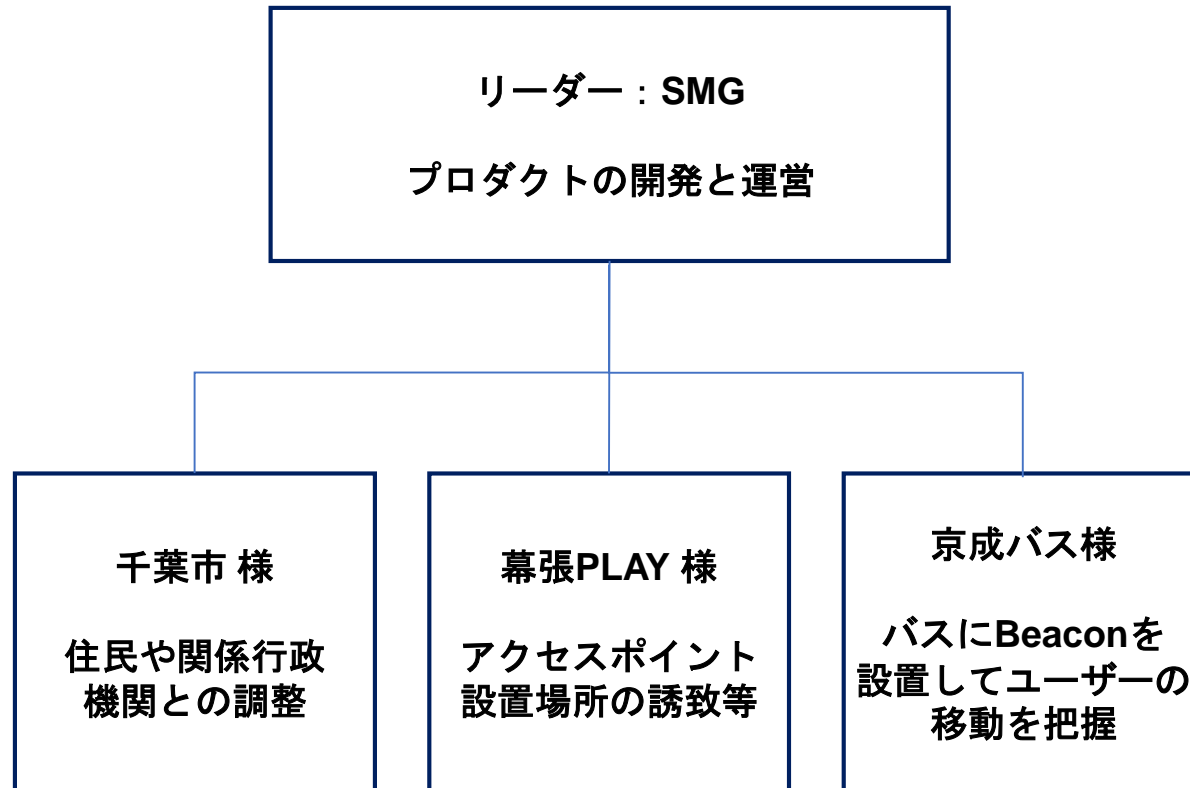 リーダー：SMG
プロダクトの開発と運営
千葉市 様
住民や関係行政
機関との調整
幕張PLAY 様
アクセスポイント
設置場所の誘致等
京成バス様
バスにBeaconを
設置してユーザーの
移動を把握